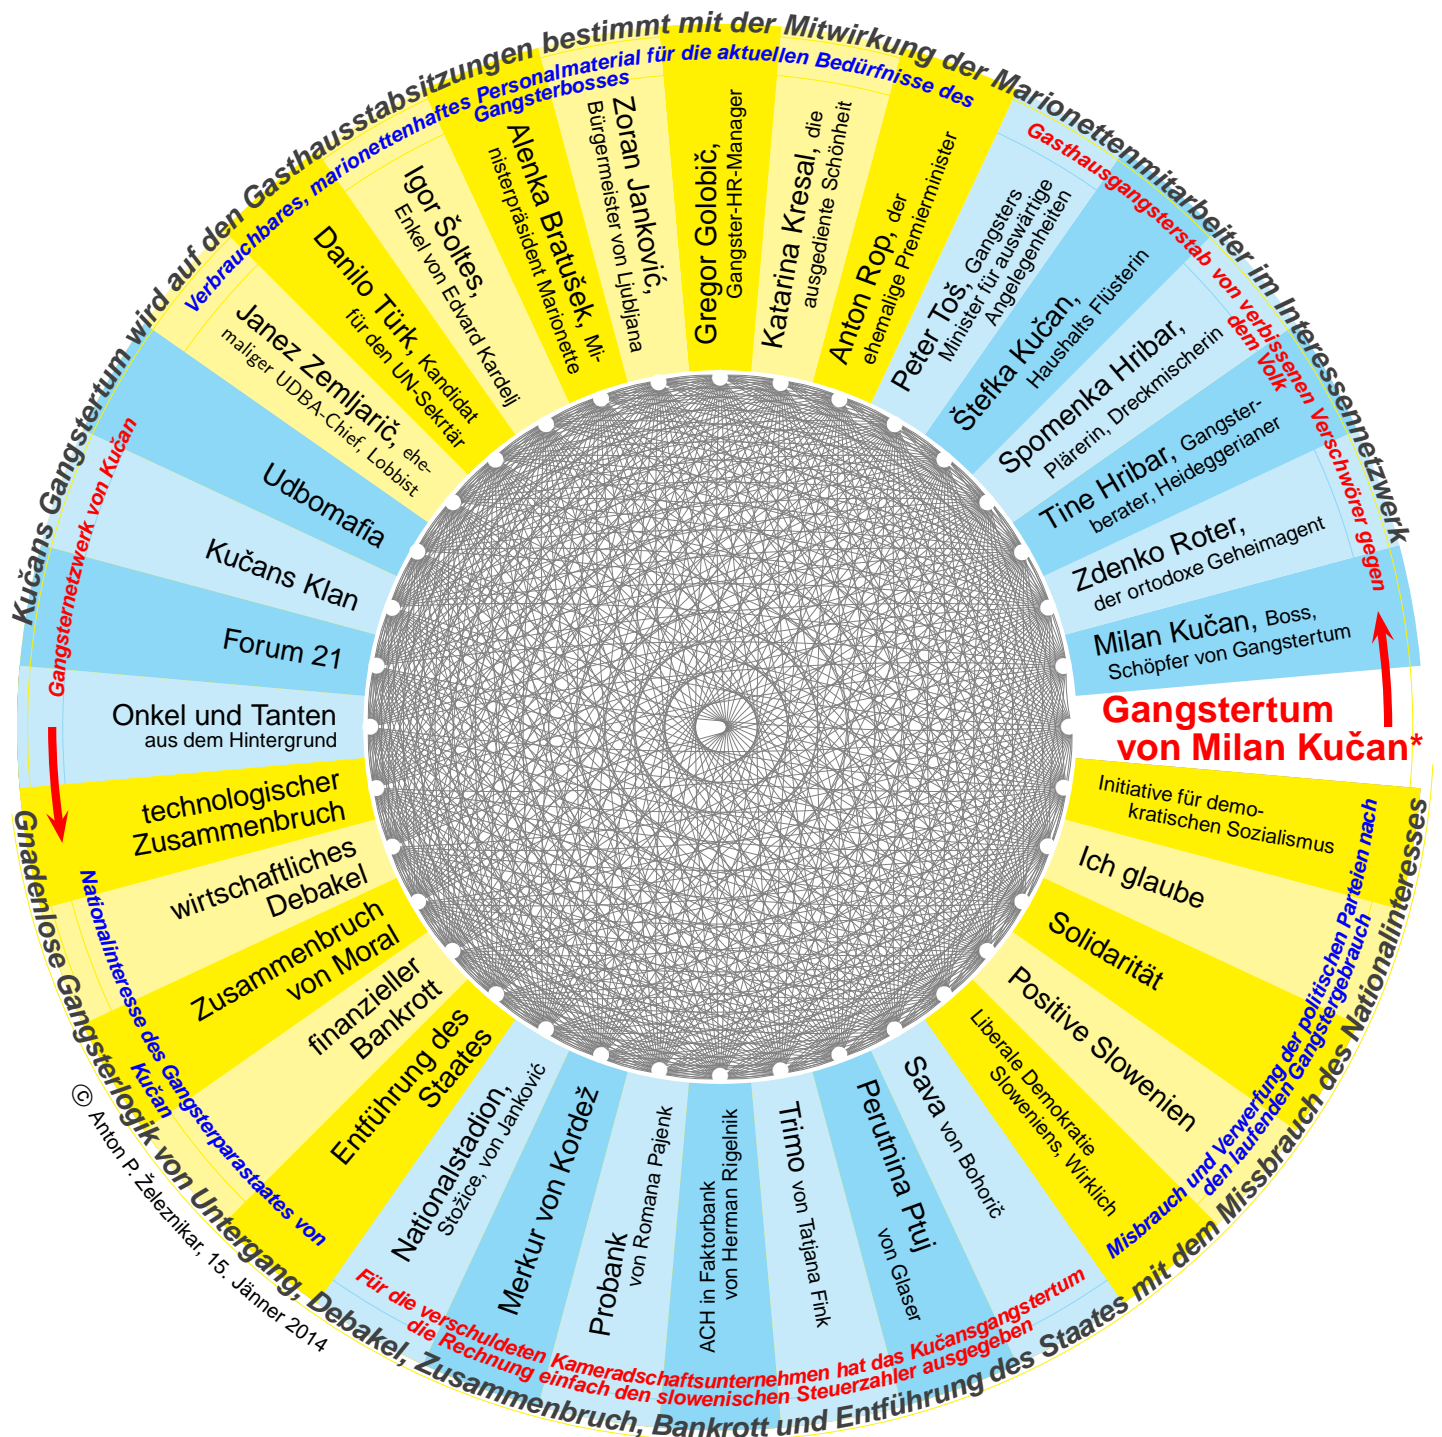 Kučans Gangstertum wird auf den Gasthausstabsitzungen bestimmt mit der Mitwirkung der Marionettenmitarbeiter im Interessennetzwerk
Verbrauchbares, marionettenhaftes Personalmaterial für die aktuellen Bedürfnisse des
Gangsterbosses
Gasthausgangsterstab von verbissenen Verschwörer gegen
dem Volk
Gangsternetzwerk von Kučan
Gangstertum
von Milan Kučan*
Milan Kučan, Boss,
Schöpfer von Gangstertum
Zdenko Roter,
der ortodoxe Geheimagent
Tine Hribar, Gangster-
berater, Heideggerianer
Spomenka Hribar,
Plärerin, Dreckmischerin
Štefka Kučan,
Haushalts Flüsterin
Peter Toš, Gangsters
Minister für auswärtige
Angelegenheiten
Anton Rop, der
ehemalige Premierminister
Katarina Kresal, die
ausgediente Schönheit
Gregor Golobič,
Gangster-HR-Manager
Zoran Janković,
Bürgermeister von Ljubljana
Alenka Bratušek, Mi-
nisterpräsident Marionette
Igor Šoltes,
Enkel von Edvard Kardelj
Danilo Türk, Kandidat
für den UN-Sekrtär
Janez Zemljarič, ehe-
maliger UDBA-Chief, Lobbist
Udbomafia
Kučans Klan
Forum 21
Onkel und Tanten
aus dem Hintergrund
technologischer
Zusammenbruch
wirtschaftliches
Debakel
Zusammenbruch
von Moral
finanzieller
Bankrott
Entführung des
Staates
Nationalstadion,
Stožice, von Janković
Merkur von Kordež
Probank
von Romana Pajenk
ACH in Faktorbank
von Herman Rigelnik
Trimo von Tatjana Fink
Perutnina Ptuj
von Glaser
Sava von Bohorič
Liberale Demokratie
Sloweniens, Wirklich
Positive Slowenien
Solidarität
Ich glaube
Initiative für demo-
kratischen Sozialismus
Nationalinteresse des Gangsterparastaates von
Kučan
Für die verschuldeten Kameradschaftsunternehmen hat das Kučansgangstertum
die Rechnung einfach den slowenischen Steuerzahler ausgegeben
Misbrauch und Verwerfung der politischen Parteien nach
den laufenden Gangstergebrauch
Gnadenlose Gangsterlogik von Untergang, Debakel, Zusammenbruch, Bankrott und Entführung des Staates mit dem Missbrauch des Nationalinteresses
© Anton P. Železnikar, 15. Jänner 2014